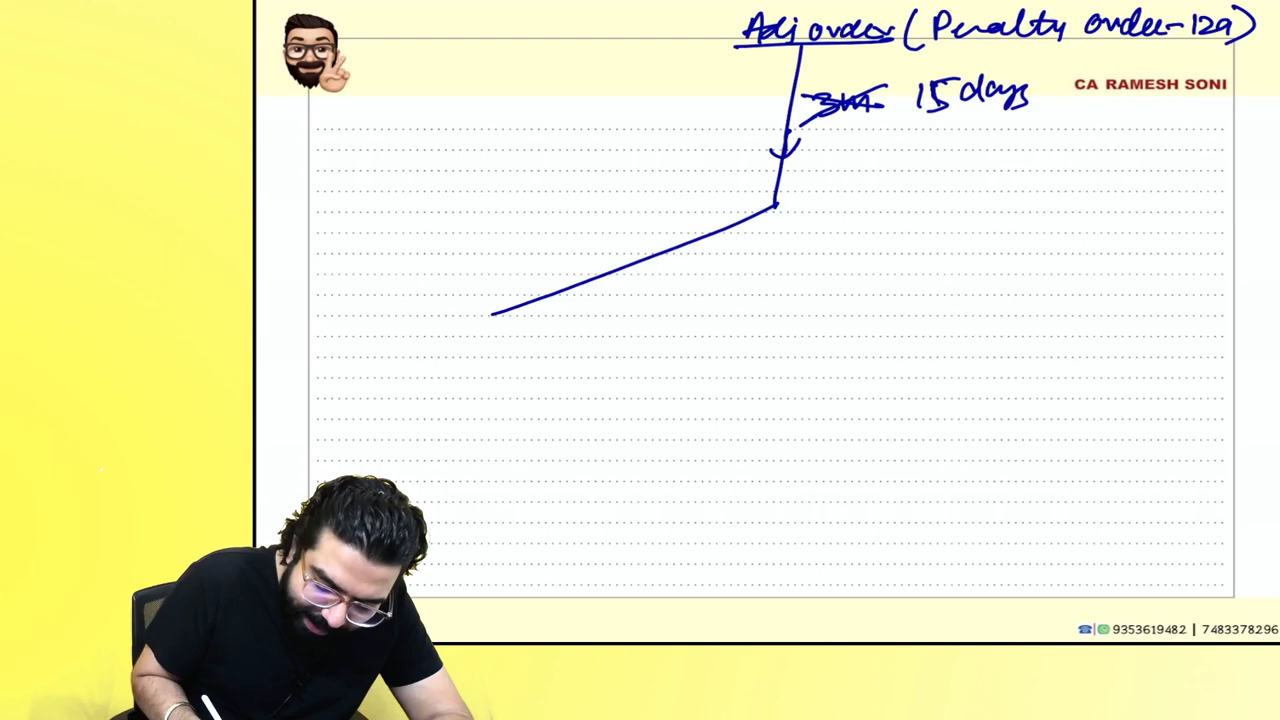 Adj order (Penalty order-129)
15 days
CA RAMESH SONI
9353619482 | 7483378296